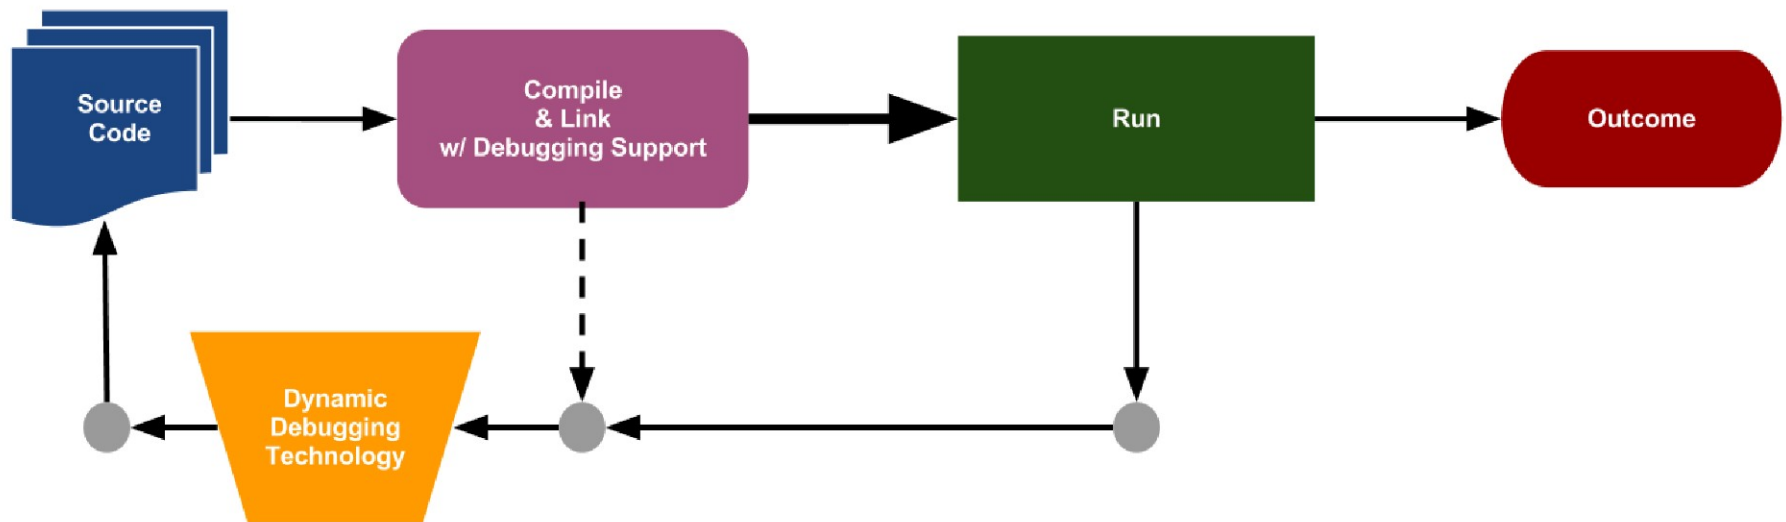 Source
Code
Compile
& Link
w/ Debugging Support
Run
Outcome
Dynamic
Debugging
Technology